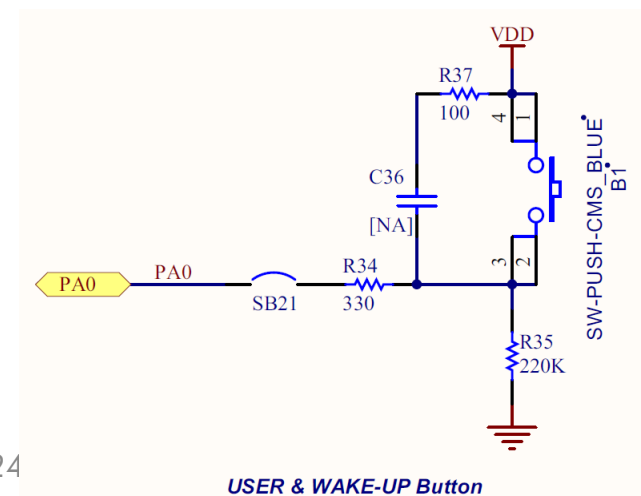 VDD
R37
100
4
1
C36
[NA]
SW-PUSH-CMS_BLUE
B1
PA0
PA0
SB21
R34
330
3
2
R35
220K
24
USER & WAKE-UP Button